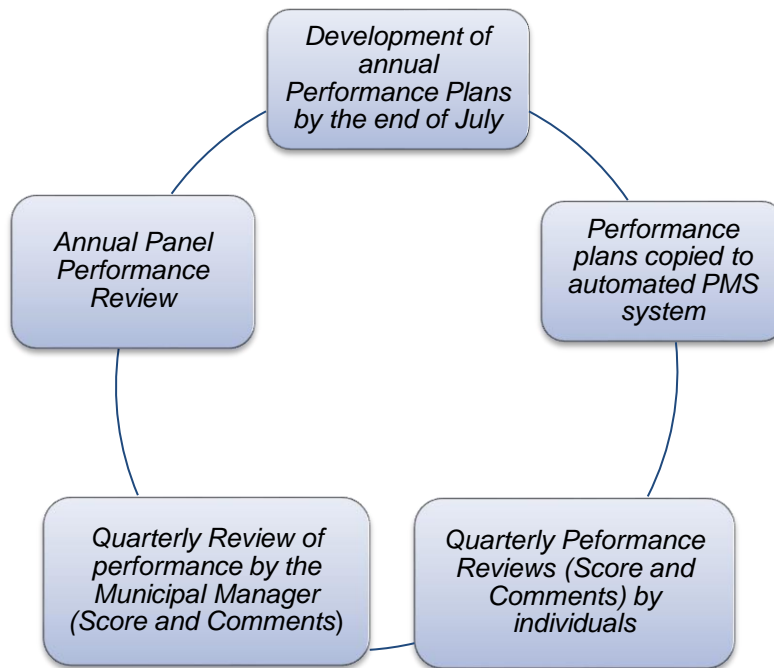 Development of
annual
Performance Plans
by the end of July
Performance
plans copied to
automated PMS
system
Quarterly Peformance
Reviews (Score and
Comments) by
individuals
Quarterly Review of
performance by the
Municipal Manager
(Score and Comments)
Annual Panel
Performance
Review